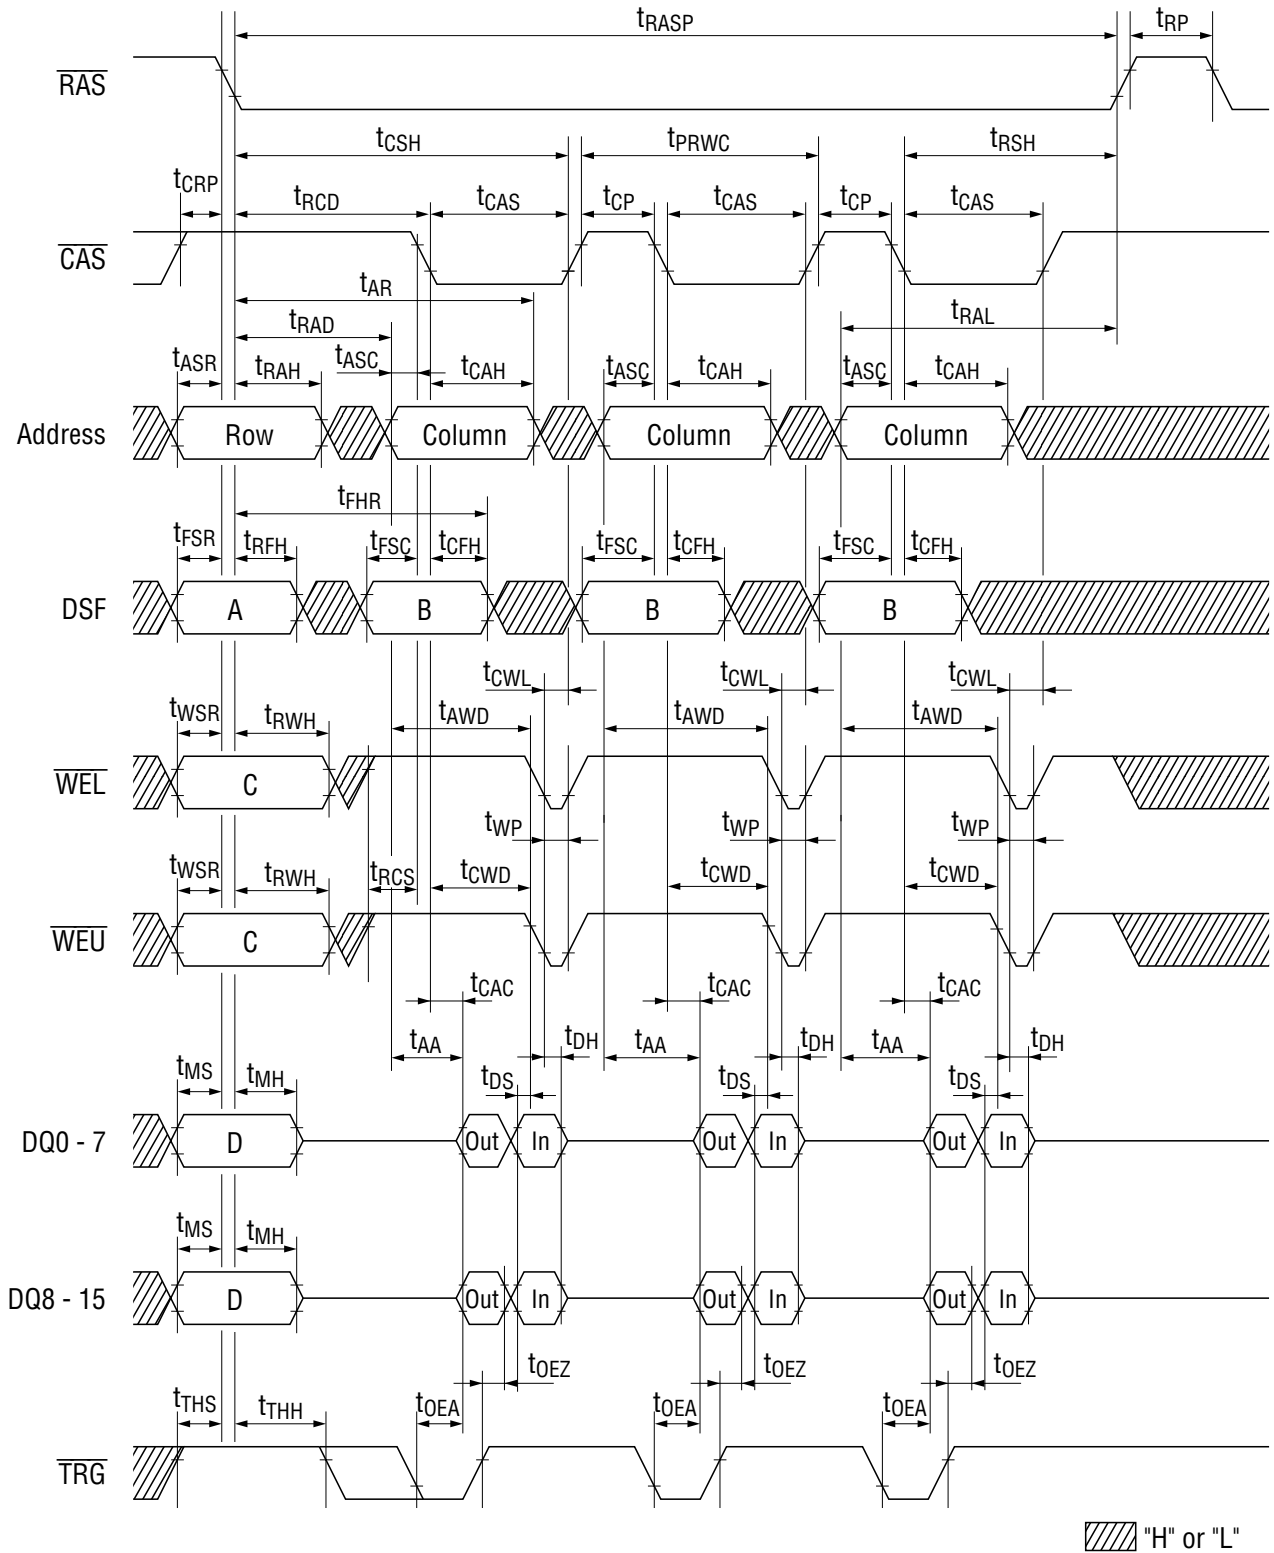 tRASP tRP
RAS
tCSH tPRWC tRSH
tCRP tRCD tCAS tCP tCAS tCP tCAS
CAS
tAR
tRAD tRAL
tASR tRAH tASC tCAH tASC tCAH tASC tCAH
Address Row Column Column Column
tFHR
tFSR tRFH tFSC tCFH tFSC tCFH tFSC tCFH
DSF A B B B
tCWL tCWL tCWL
tWSR tRWH tAWD tAWD tAWD
WEL C
tWP tWP tWP
tWSR tRWH tRCS tCWD tCWD tCWD
WEU C
tCAC tCAC tCAC
tAA tDH tAA tDH tAA tDH
tMS tMH tDS tDS tDS
DQ0 - 7 D Out In Out In Out In
tMS tMH
DQ8 - 15 D Out In Out In Out In
tOEZ tOEZ tOEZ
tTHS tTHH tOEA tOEA tOEA
TRG
"H" or "L"